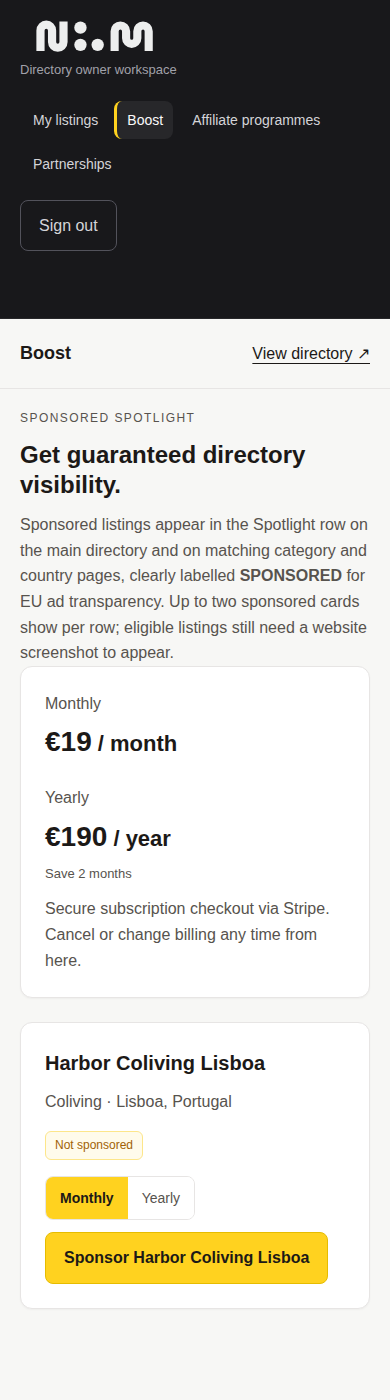 Directory owner workspace
My listings
Boost
Affiliate programmes
Partnerships
Sign out
Boost
View directory ↗
SPONSORED SPOTLIGHT
Get guaranteed directory
visibility.
Sponsored listings appear in the Spotlight row on
the main directory and on matching category and
country pages, clearly labelled SPONSORED for
EU ad transparency. Up to two sponsored cards
show per row; eligible listings still need a website
screenshot to appear.
Monthly
€19 / month
Yearly
€190 / year
Save 2 months
Secure subscription checkout via Stripe.
Cancel or change billing any time from
here.
Harbor Coliving Lisboa
Coliving · Lisboa, Portugal
Not sponsored
Monthly
Yearly
Sponsor Harbor Coliving Lisboa